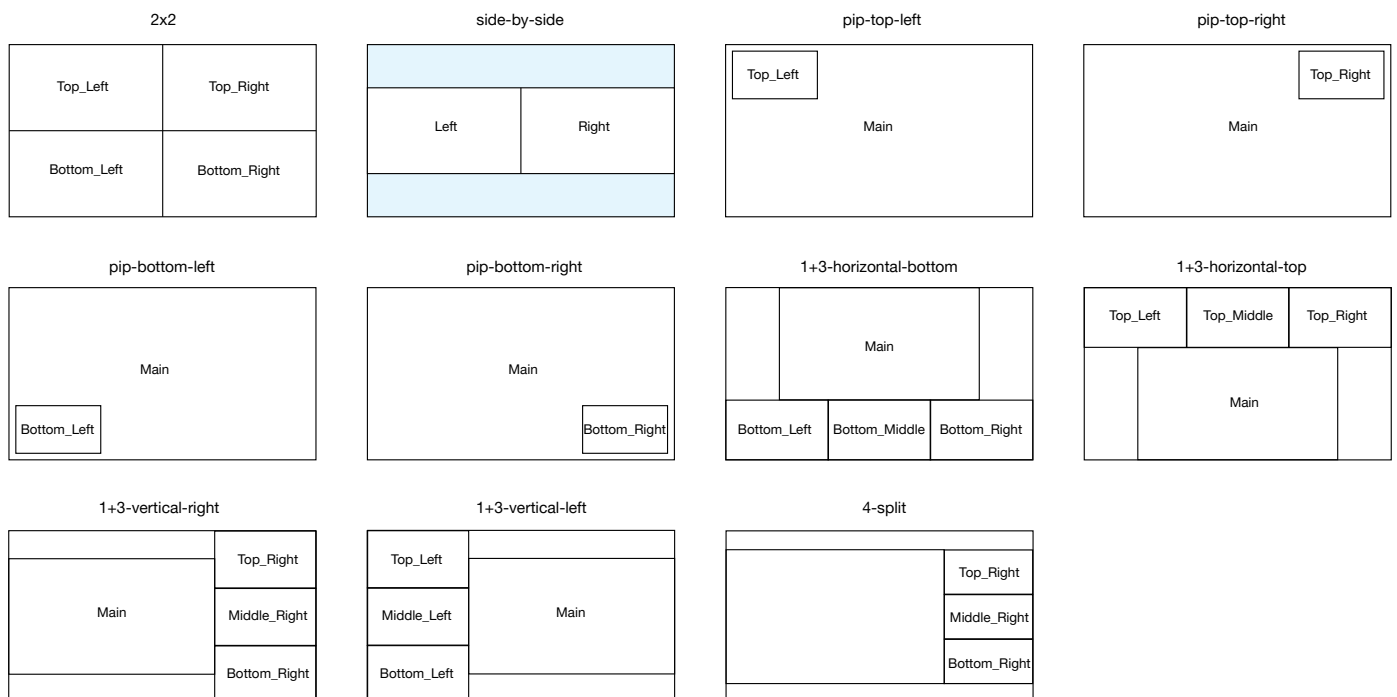 2x2
side-by-side
pip-top-left
pip-top-right
Top_Left
Top_Right
Bottom_Left
Bottom_Right
Left
Right
Top_Left
Main
Top_Right
Main
pip-bottom-left
pip-bottom-right
1+3-horizontal-bottom
1+3-horizontal-top
Main
Bottom_Left
Main
Bottom_Right
Main
Bottom_Left
Bottom_Middle
Bottom_Right
Top_Left
Top_Middle
Top_Right
Main
1+3-vertical-right
1+3-vertical-left
4-split
Main
Top_Right
Middle_Right
Bottom_Right
Top_Left
Middle_Left
Bottom_Left
Main
Top_Right
Middle_Right
Bottom_Right